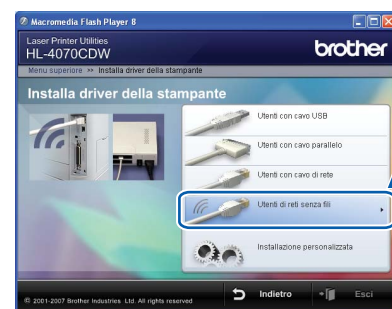 Macromedia Flash Player 8
Laser Printer Utilities
HL-4070CDW
brother
Menu superiore >> Installa driver della stampante
Installa driver della stampante
Utenti con cavo USB
Utenti con cavo parallelo
Utenti con cavo di rete
Utenti di reti senza fili
Installazione personalizzata
© 2001-2007 Brother Industries Ltd. All rights reserved
Indietro
Esci